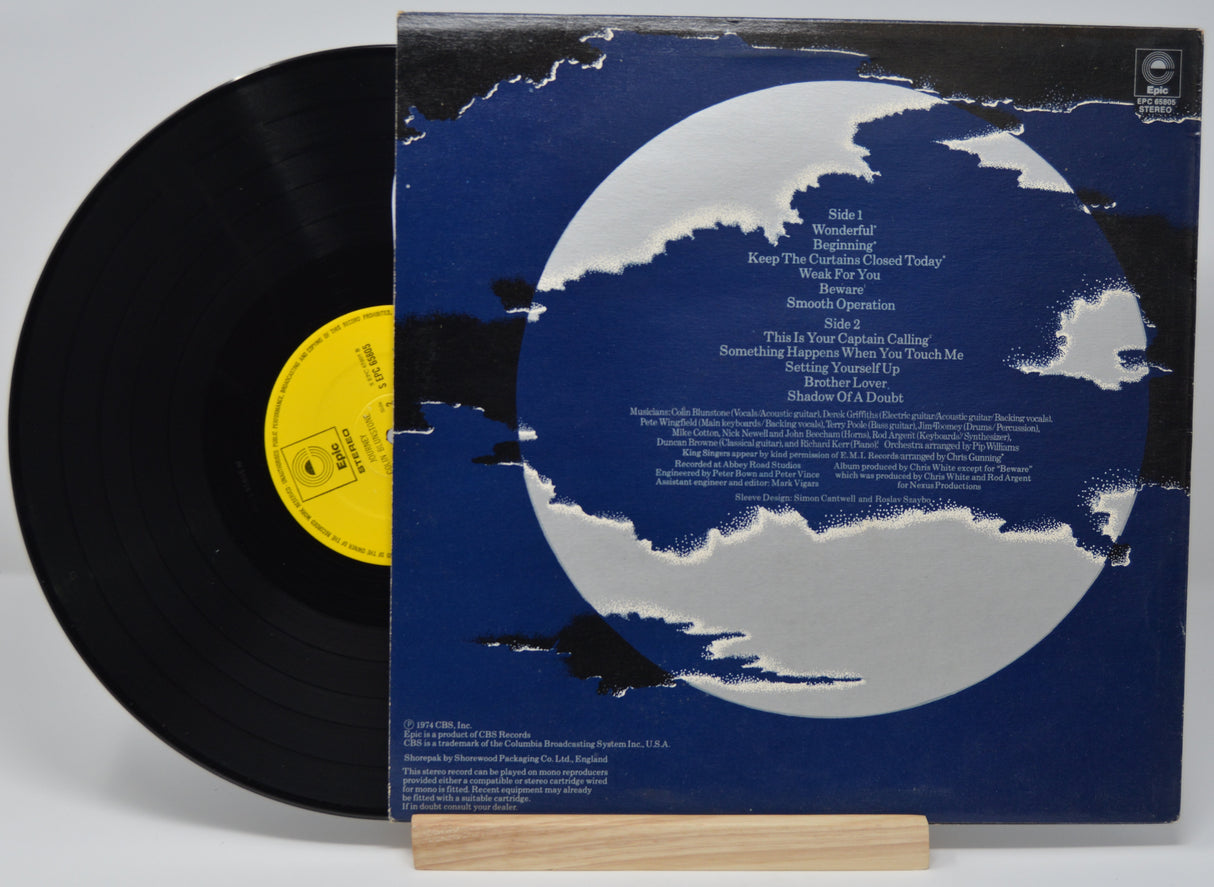 Epic
EPC 65805
STEREO
Side 1
Wonderful*
Beginning*
Keep The Curtains Closed Today*
Weak For You
Beware†
Smooth Operation
Side 2
This Is Your Captain Calling†
Something Happens When You Touch Me
Setting Yourself Up
Brother Lover
Shadow Of A Doubt
Musicians: Colin Blunstone (Vocals/Acoustic guitar), Derek Griffiths (Electric guitar/Acoustic guitar/Backing vocals),
Pete Wingfield (Main keyboards/Backing vocals), Terry Poole (Bass guitar), Jim Toomey (Drums/Percussion),
Mike Cotton, Nick Newell and John Beecham (Horns), Rod Argent (Keyboards/Synthesizer),
Duncan Browne (Classical guitar), and Richard Kerr (Piano)† Orchestra arranged by Pip Williams
King Singers appear by kind permission of E.M.I. Records arranged by Chris Gunning*
Recorded at Abbey Road Studios
Engineered by Peter Bown and Peter Vince
Assistant engineer and editor: Mark Vigars
Album produced by Chris White except for "Beware"
which was produced by Chris White and Rod Argent
for Nexus Productions
Sleeve Design: Simon Cantwell and Roslav Szaybo
Ⓟ 1974 CBS, Inc.
Epic is a product of CBS Records
CBS is a trademark of the Columbia Broadcasting System Inc., U.S.A.
Shorepak by Shorewood Packaging Co. Ltd., England
This stereo record can be played on mono reproducers
provided either a compatible or stereo cartridge wired
for mono is fitted. Recent equipment may already
be fitted with a suitable cartridge.
If in doubt consult your dealer.
Epic
STEREO
S EPC 65805
JOURNEY
COLIN BLUNSTONE